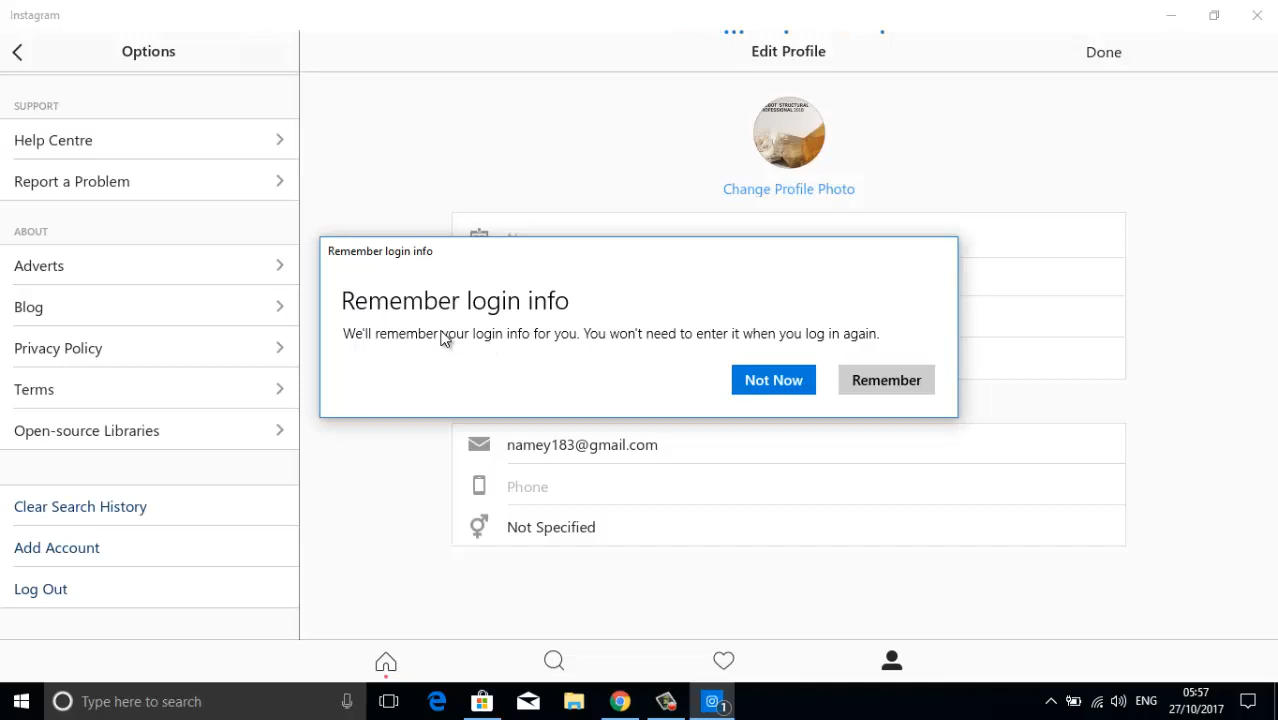 Instagram
Options
Edit Profile
Done
SUPPORT
Help Centre
Report a Problem
ABOUT
Adverts
Blog
Privacy Policy
Terms
Open-source Libraries
Clear Search History
Add Account
Log Out
STRUCTURAL
Change Profile Photo
Remember login info
Remember login info
We'll remember your login info for you. You won't need to enter it when you log in again.
Not Now
Remember
namey183@gmail.com
Phone
Not Specified
Type here to search
1
ENG
05:57
27/10/2017